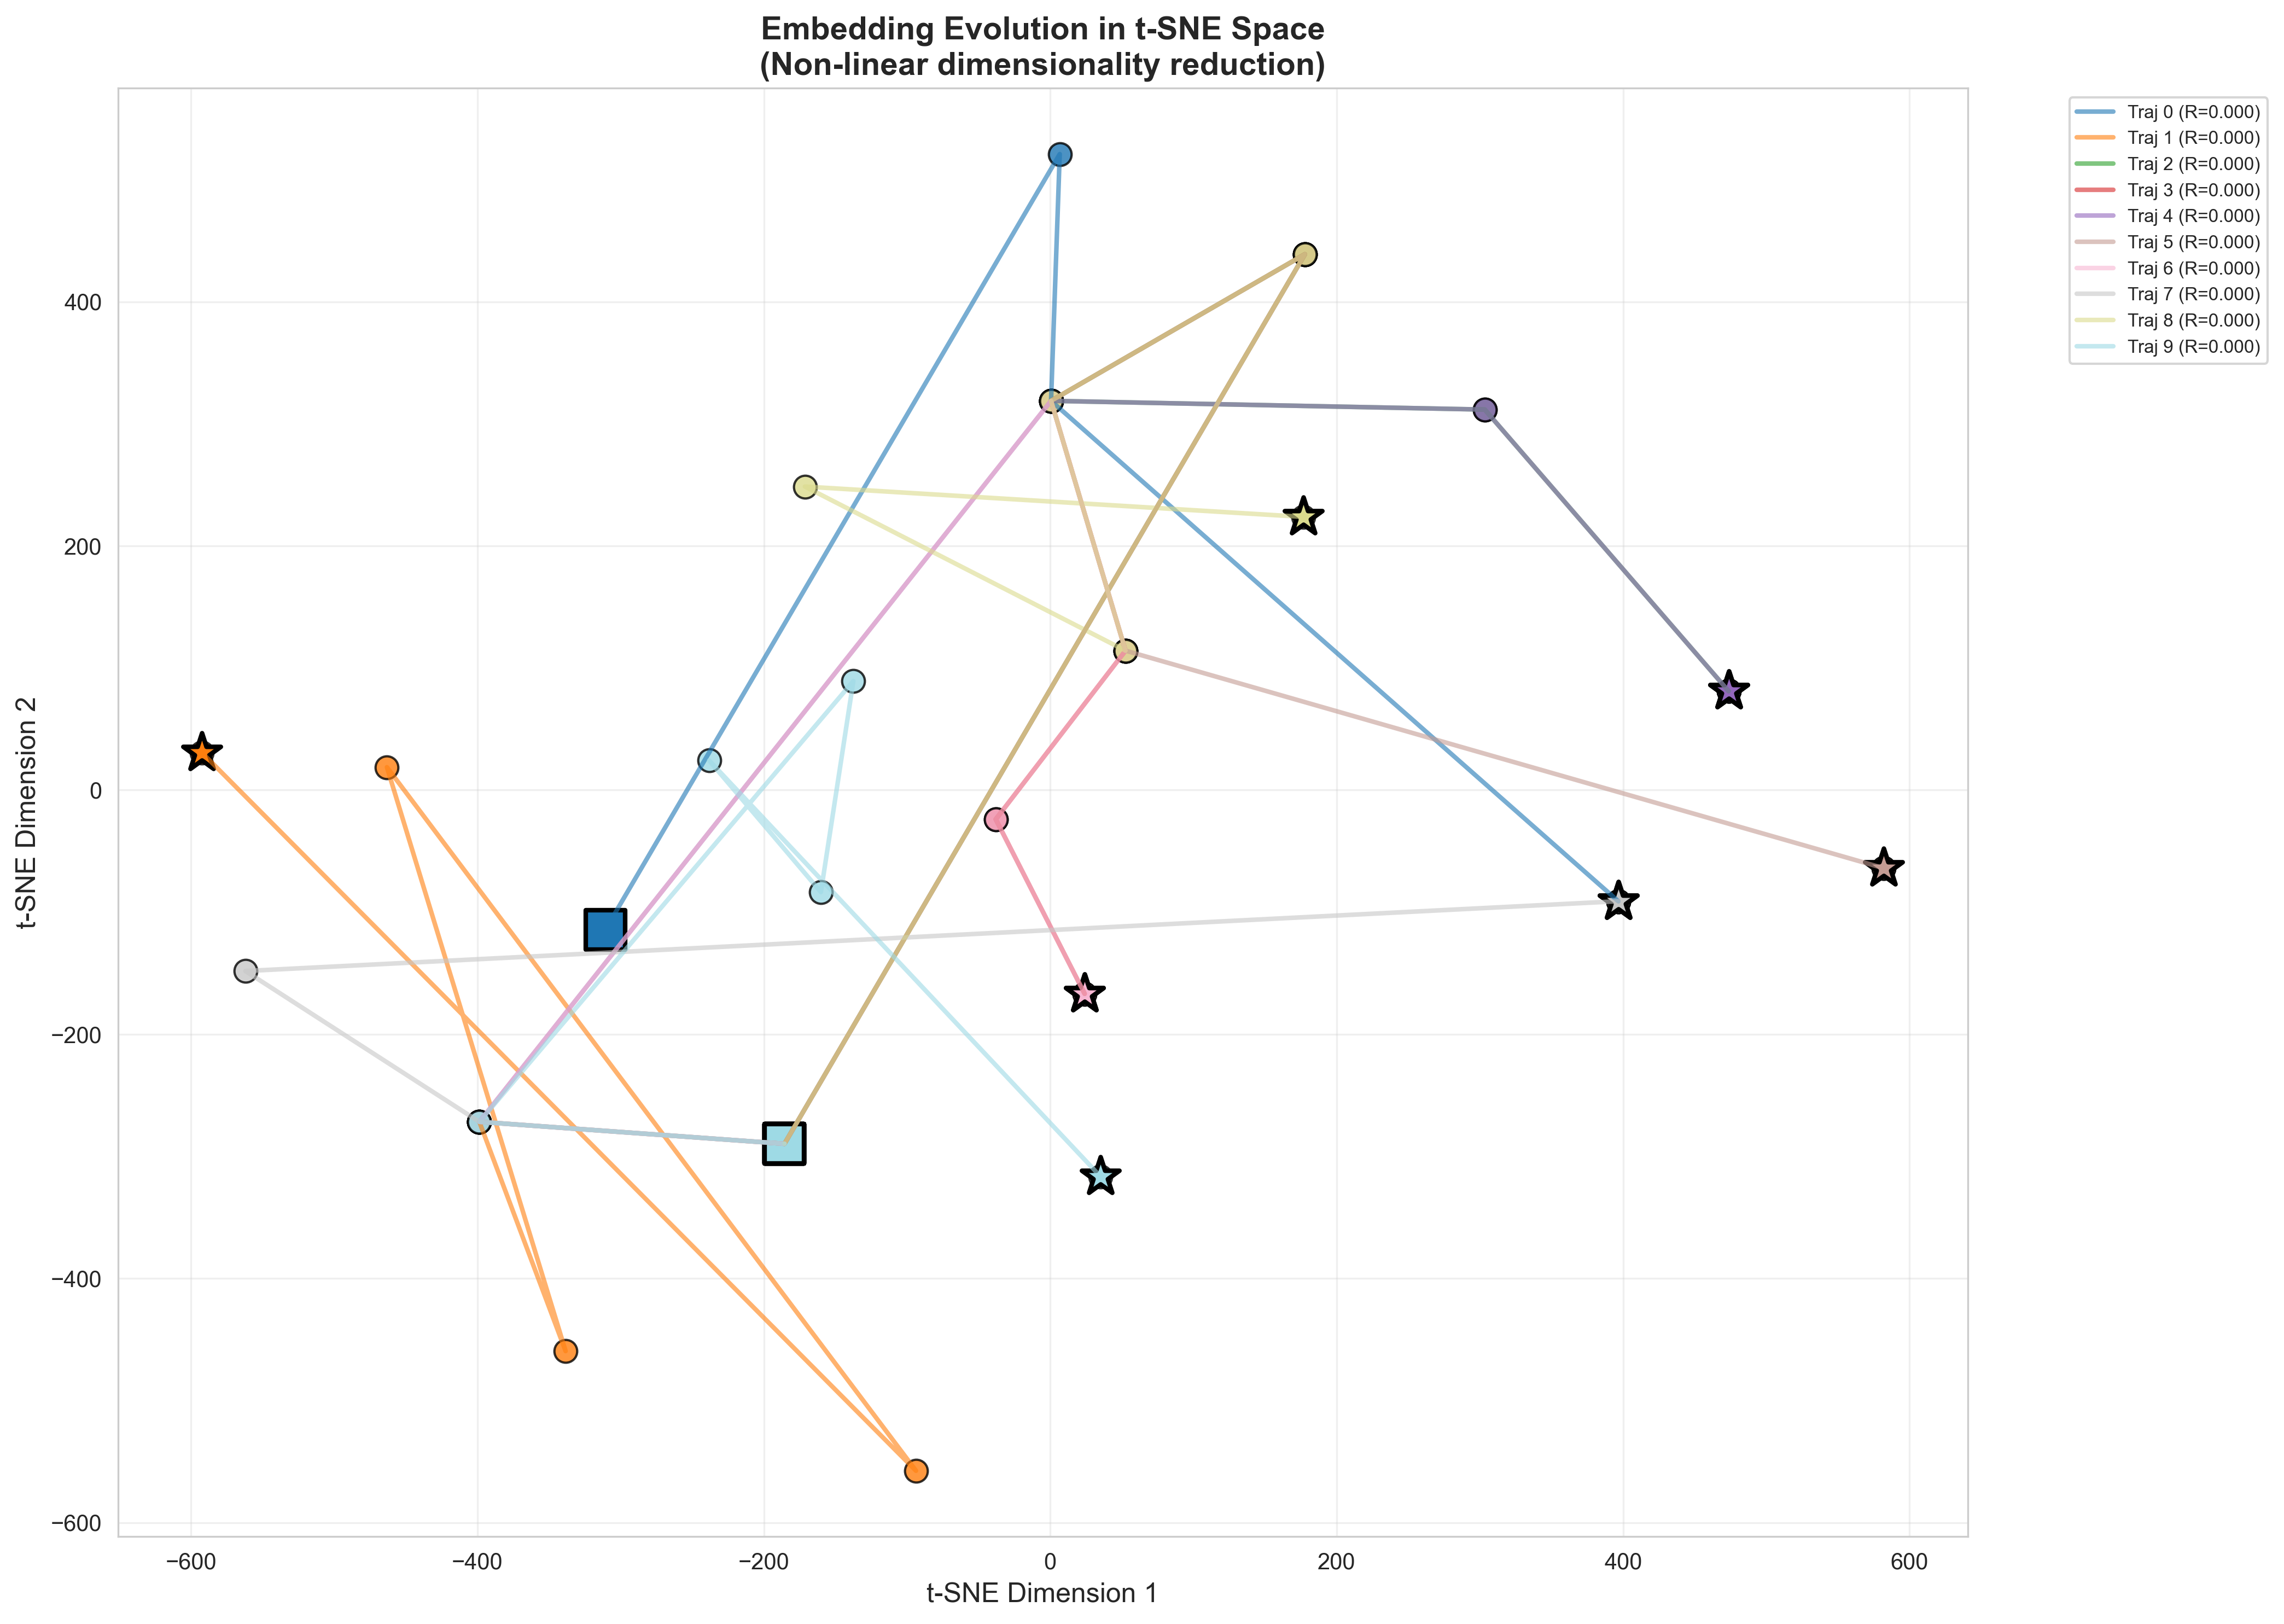 Embedding Evolution in t-SNE Space
(Non-linear dimensionality reduction)
Traj 0 (R=0.000)
Traj 1 (R=0.000)
Traj 2 (R=0.000)
Traj 3 (R=0.000)
Traj 4 (R=0.000)
Traj 5 (R=0.000)
Traj 6 (R=0.000)
Traj 7 (R=0.000)
Traj 8 (R=0.000)
Traj 9 (R=0.000)
t-SNE Dimension 2
400
200
0
−200
−400
−600
−600 −400 −200 0 200 400 600
t-SNE Dimension 1